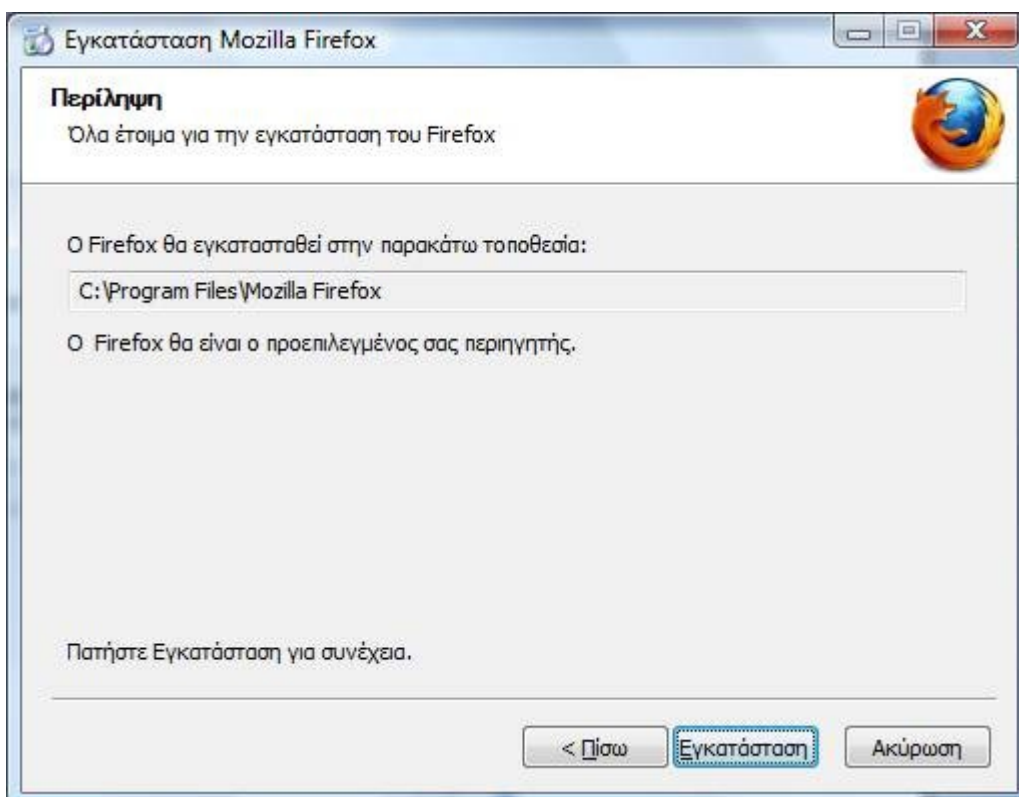 Εγκατάσταση Mozilla Firefox
Περίληψη
Όλα έτοιμα για την εγκατάσταση του Firefox
Ο Firefox θα εγκατασταθεί στην παρακάτω τοποθεσία:
C:\Program Files\Mozilla Firefox
Ο Firefox θα είναι ο προεπιλεγμένος σας περιηγητής.
Πατήστε Εγκατάσταση για συνέχεια.
< Πίσω Εγκατάσταση Ακύρωση